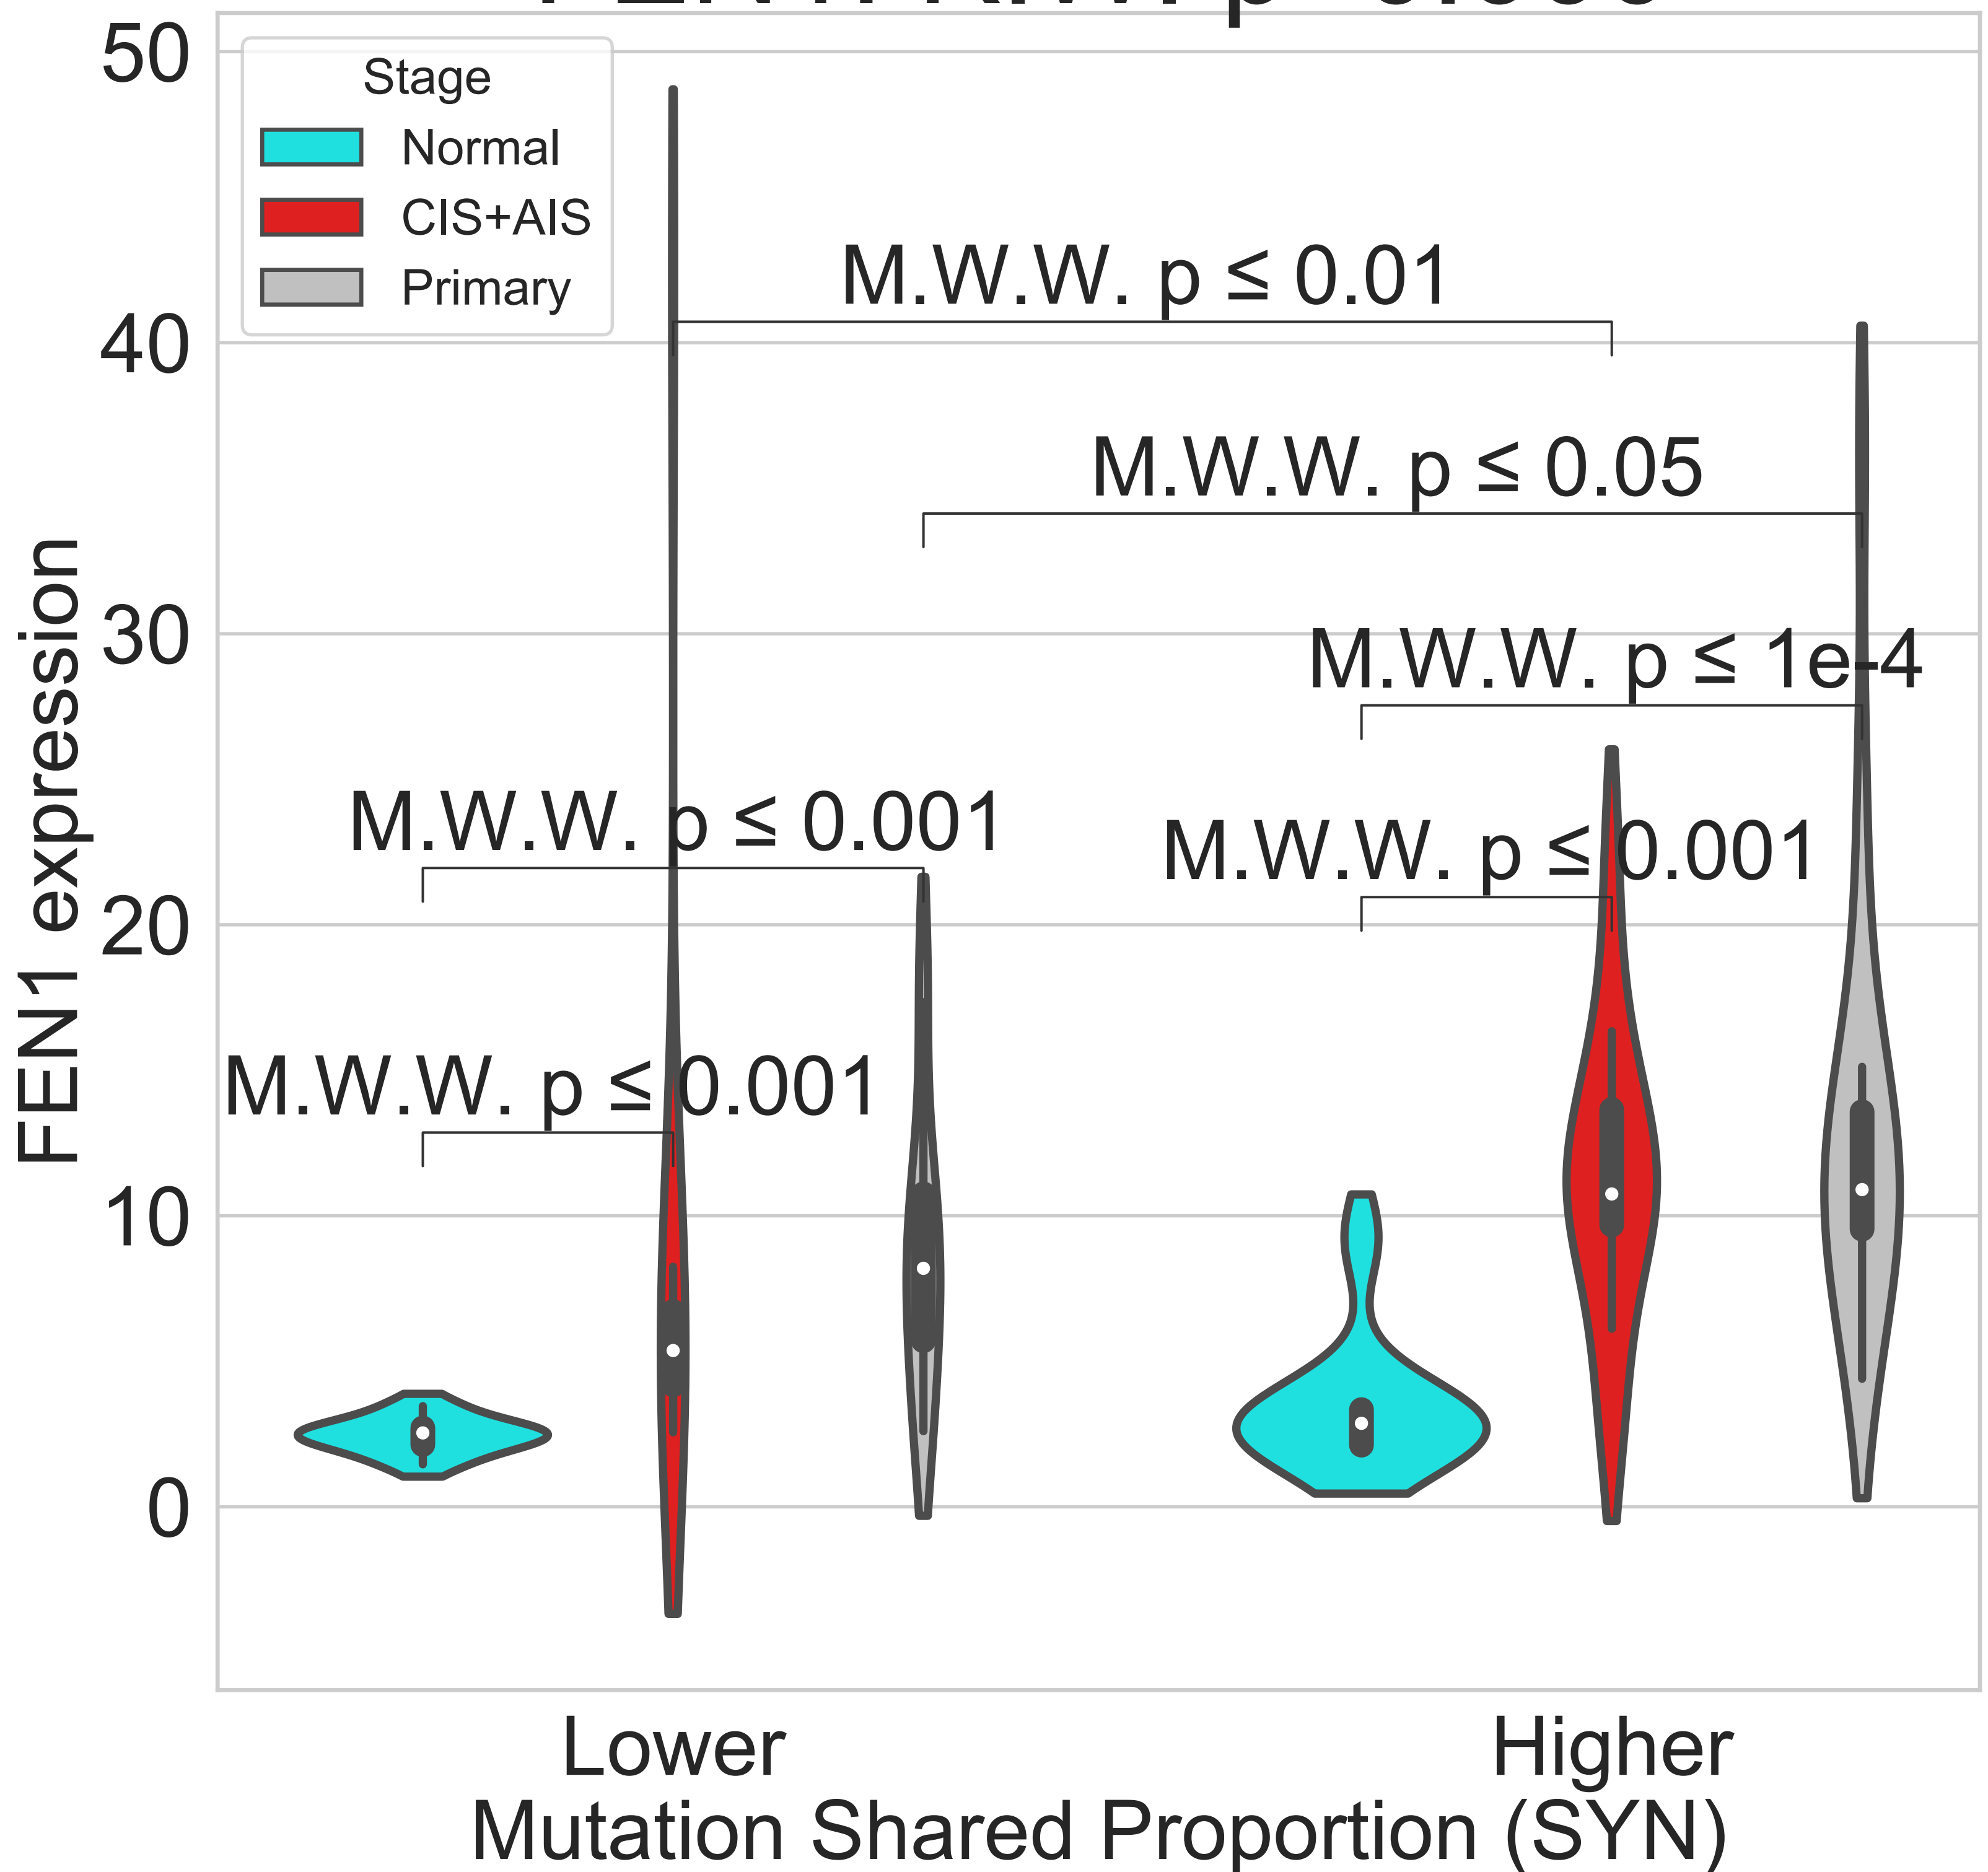 50
Stage
Normal
CIS+AIS
Primary
M.W.W. p ≤ 0.01
40
M.W.W. p ≤ 0.05
30
M.W.W. p ≤ 1e-4
M.W.W. p ≤ 0.001
M.W.W. p ≤ 0.001
20
M.W.W. p ≤ 0.001
10
0
FEN1 expression
Lower
Higher
Mutation Shared Proportion (SYN)